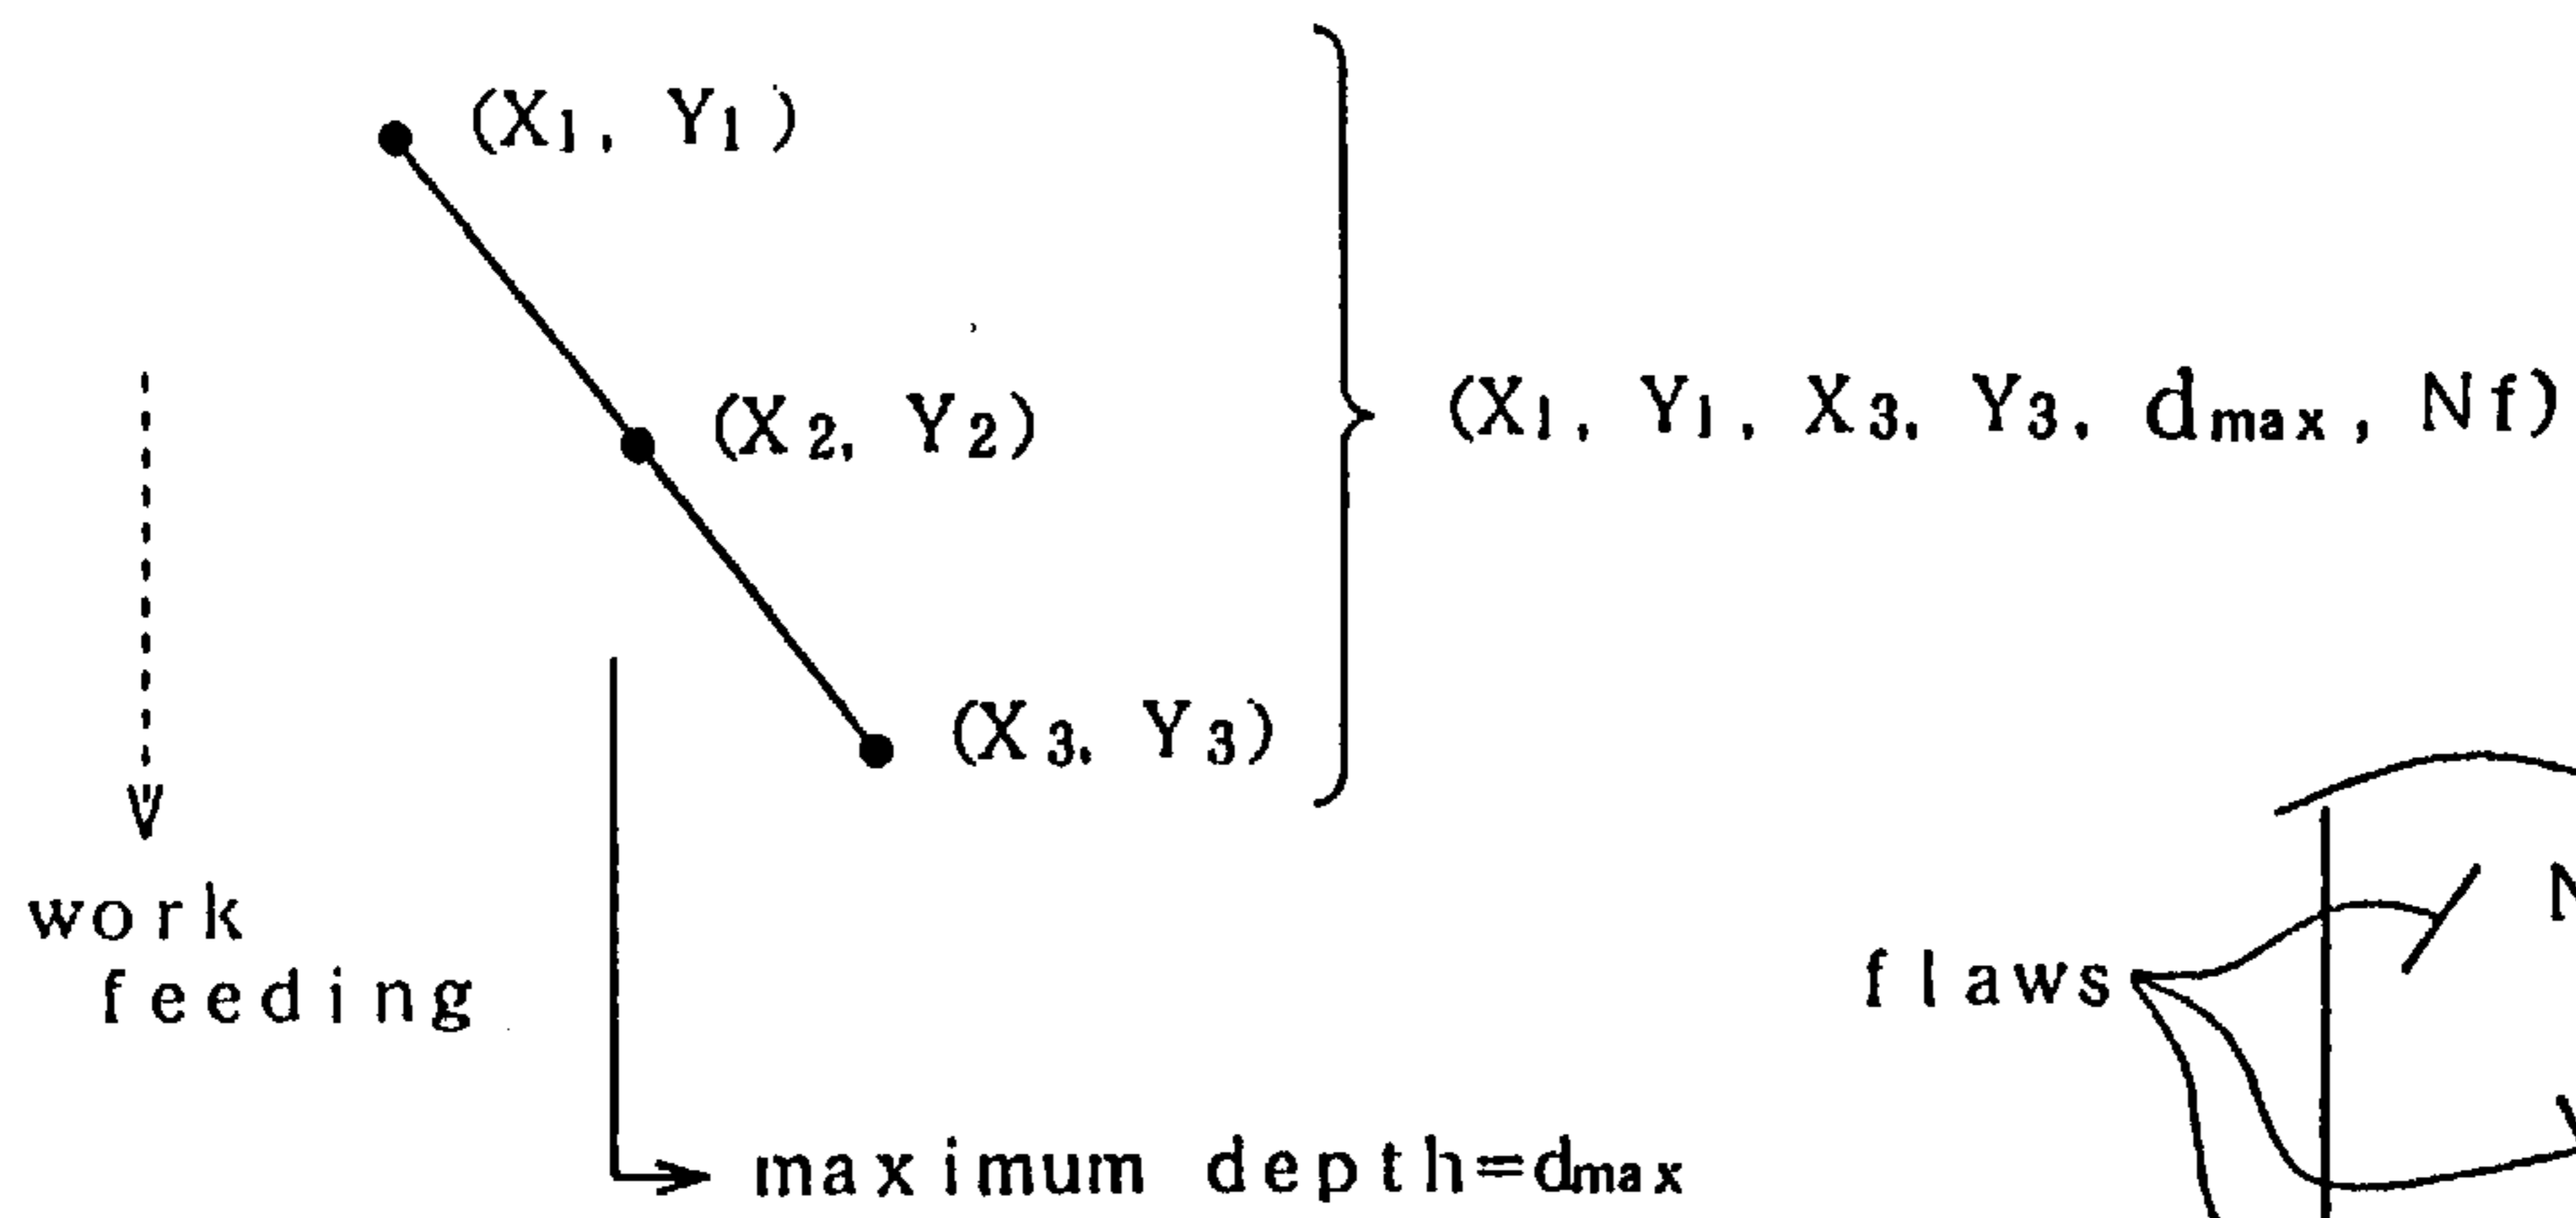 (X1, Y1)
(X2, Y2)
(X1, Y1, X3, Y3, dmax, Nf)
(X3, Y3)
work
feeding
flaws
maximum depth=dmax